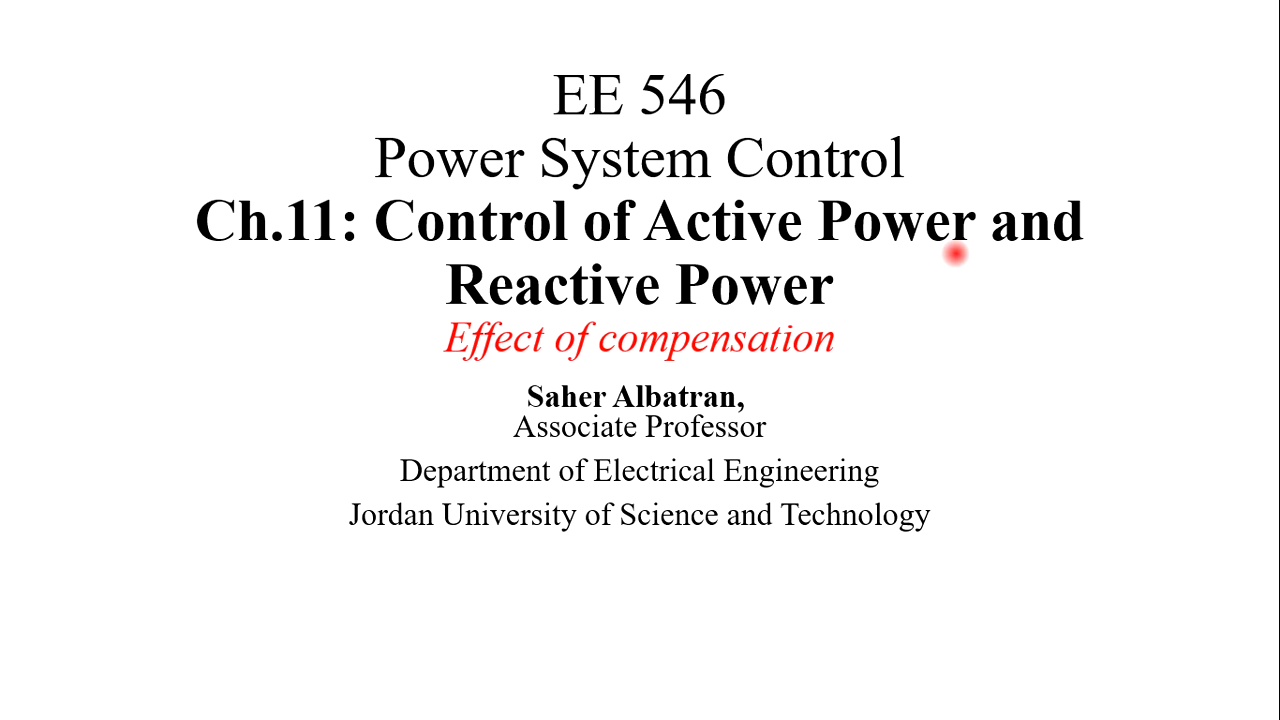 EE 546
Power System Control
Ch.11: Control of Active Power and
Reactive Power
Effect of compensation
Saher Albatran,
Associate Professor
Department of Electrical Engineering
Jordan University of Science and Technology